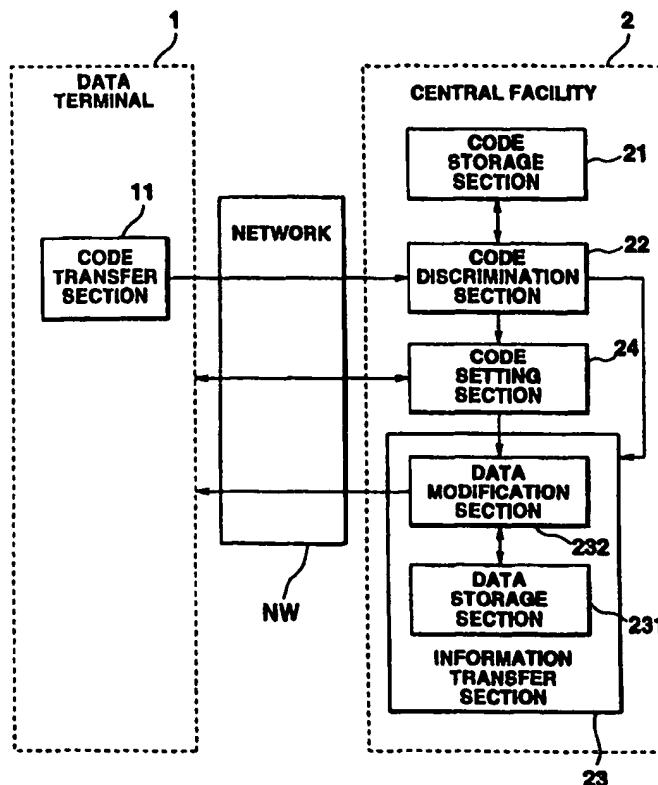 1
DATA
TERMINAL
11
CODE
TRANSFER
SECTION
NETWORK
NW
2
CENTRAL FACILITY
CODE
STORAGE
SECTION
21
CODE
DISCRIMINATION
SECTION
22
CODE
SETTING
SECTION
24
DATA
MODIFICATION
SECTION
232
DATA
STORAGE
SECTION
231
INFORMATION
TRANSFER
SECTION
23